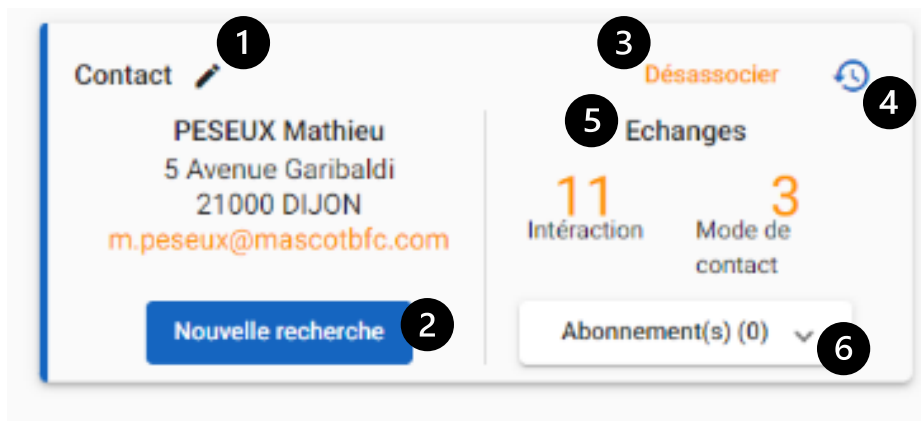 1
3
Contact
Désassocier
4
PESEUX Mathieu
5 Avenue Garibaldi
21000 DIJON
m.peseux@mascotbfc.com
Nouvelle recherche 2
5 Echanges
11
Intéraction
3
Mode de
contact
Abonnement(s) (0)
6